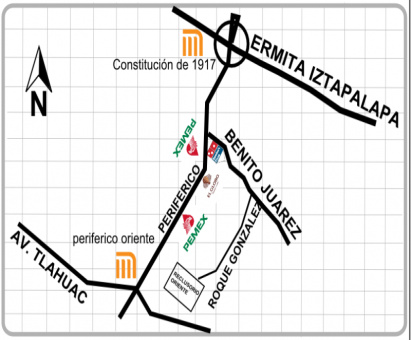 ERMITA IZTAPALAPA
Constitución de 1917
N
PEMEX
BENITO JUAREZ
PERIFERICO
PEMEX
periferico oriente
ROQUE GONZALEZ
AV. TLAHUAC
RECLUSORIO
ORIENTE